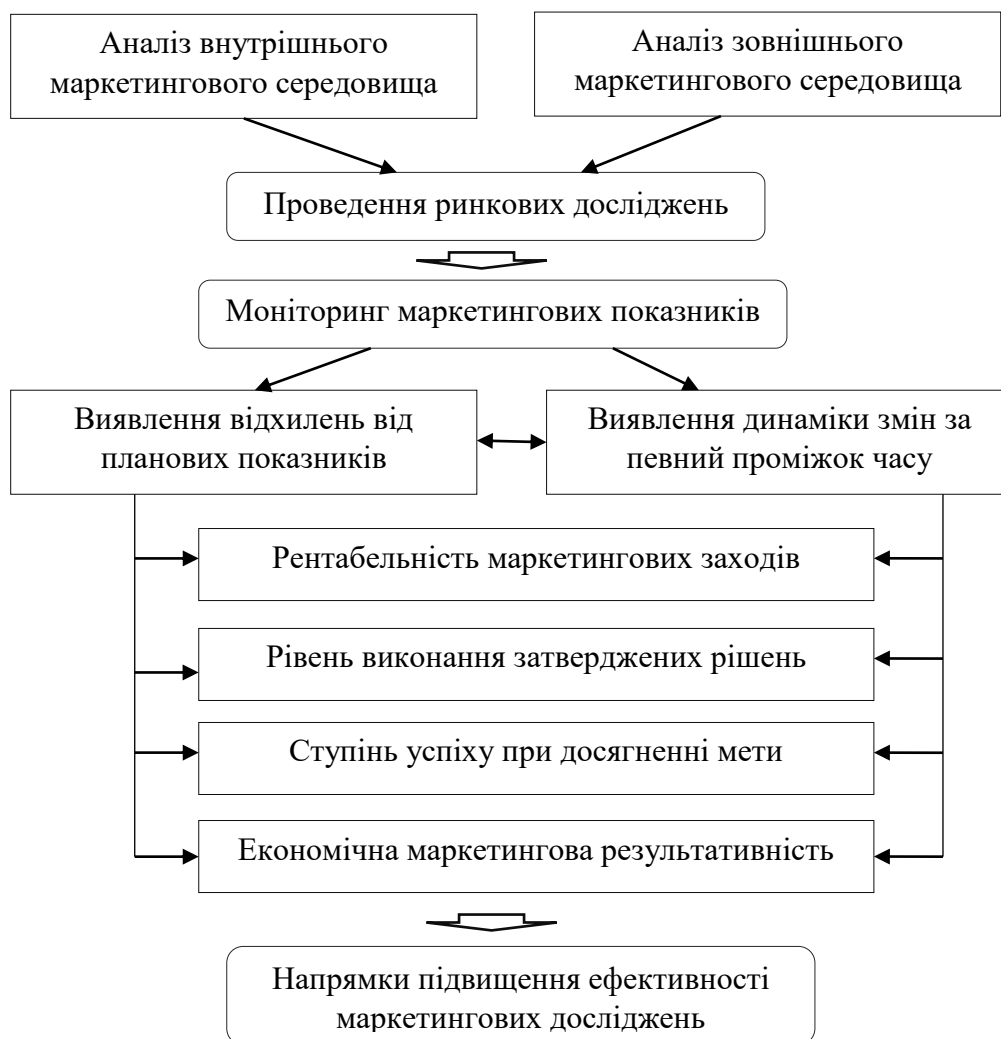 Аналіз внутрішнього
маркетингового середовища
Аналіз зовнішнього
маркетингового середовища
Проведення ринкових досліджень
Моніторинг маркетингових показників
Виявлення відхилень від
планових показників
Виявлення динаміки змін за
певний проміжок часу
Рентабельність маркетингових заходів
Рівень виконання затверджених рішень
Ступінь успіху при досягненні мети
Економічна маркетингова результативність
Напрямки підвищення ефективності
маркетингових досліджень